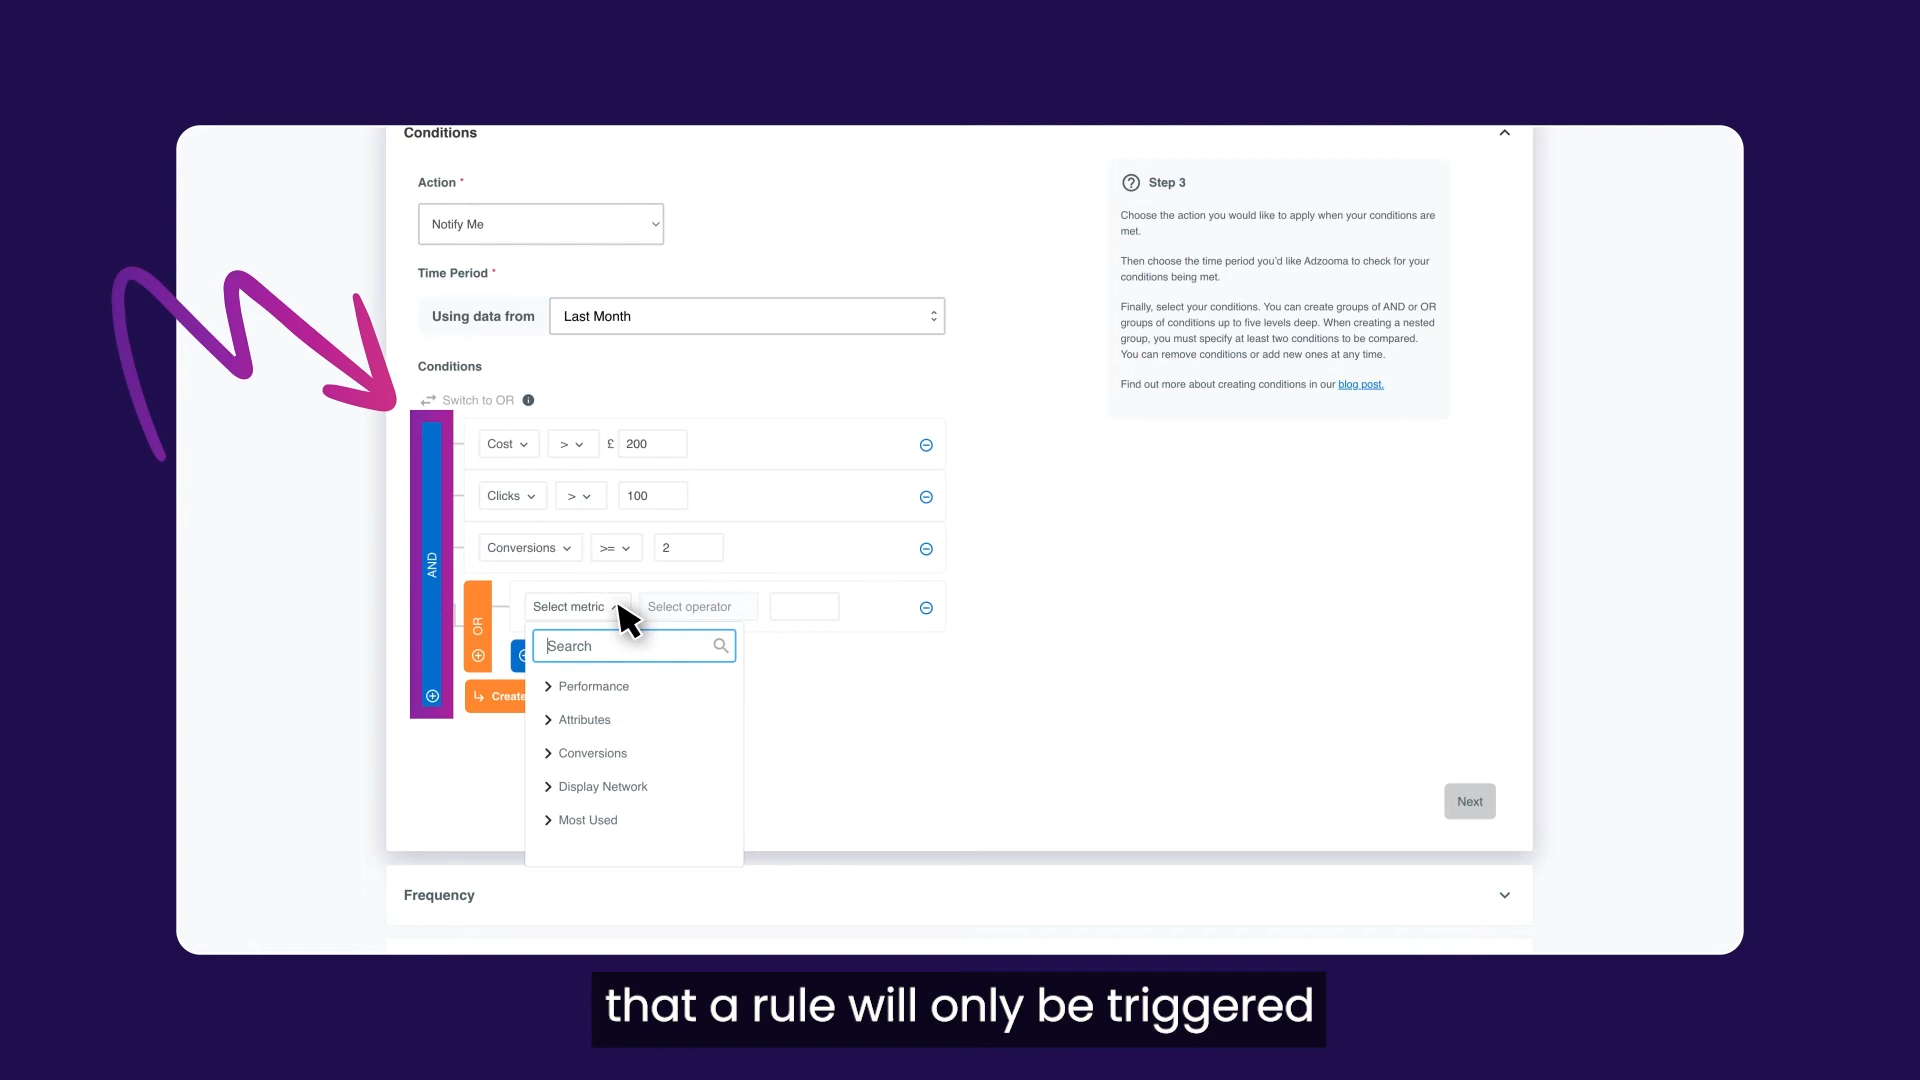 Conditions
Action *
Notify Me
Time Period *
Using data from
Last Month
Conditions
Switch to OR
Cost > £ 200
Clicks > 100
Conversions >= 2
AND
OR
Select metric
Select operator
Search
Create
Performance
Attributes
Conversions
Display Network
Most Used
Step 3
Choose the action you would like to apply when your conditions are
met.
Then choose the time period you'd like Adzooma to check for your
conditions being met.
Finally, select your conditions. You can create groups of AND or OR
groups of conditions up to five levels deep. When creating a nested
group, you must specify at least two conditions to be compared.
You can remove conditions or add new ones at any time.
Find out more about creating conditions in our blog post.
Next
Frequency
that a rule will only be triggered